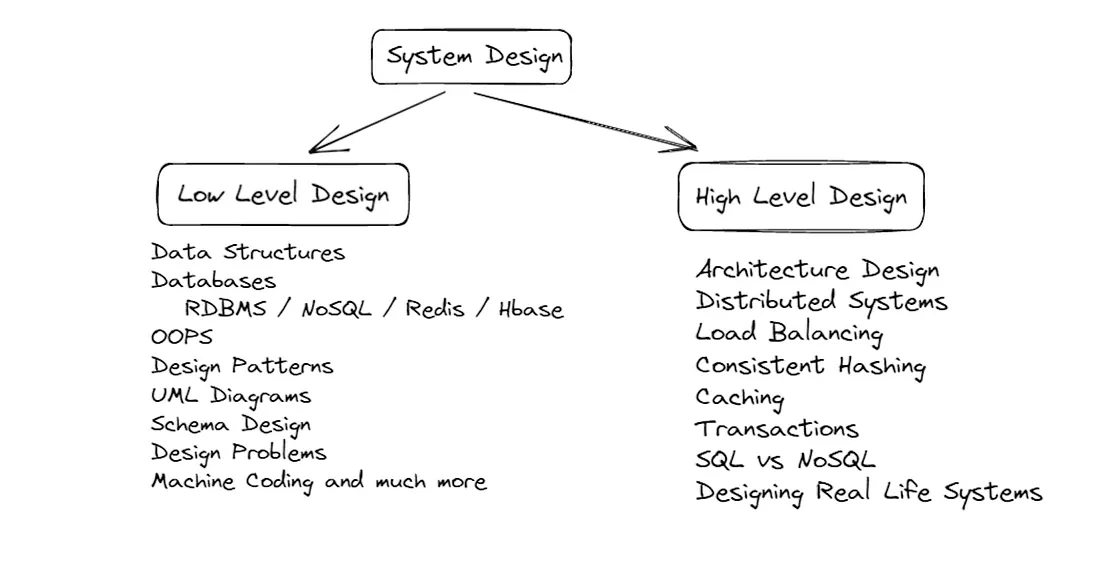 System Design
Low Level Design
Data Structures
Databases
RDBMS / NoSQL / Redis / Hbase
OOPS
Design Patterns
UML Diagrams
Schema Design
Design Problems
Machine Coding and much more
High Level Design
Architecture Design
Distributed Systems
Load Balancing
Consistent Hashing
Caching
Transactions
SQL vs NoSQL
Designing Real Life Systems